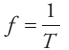 f = 1/T